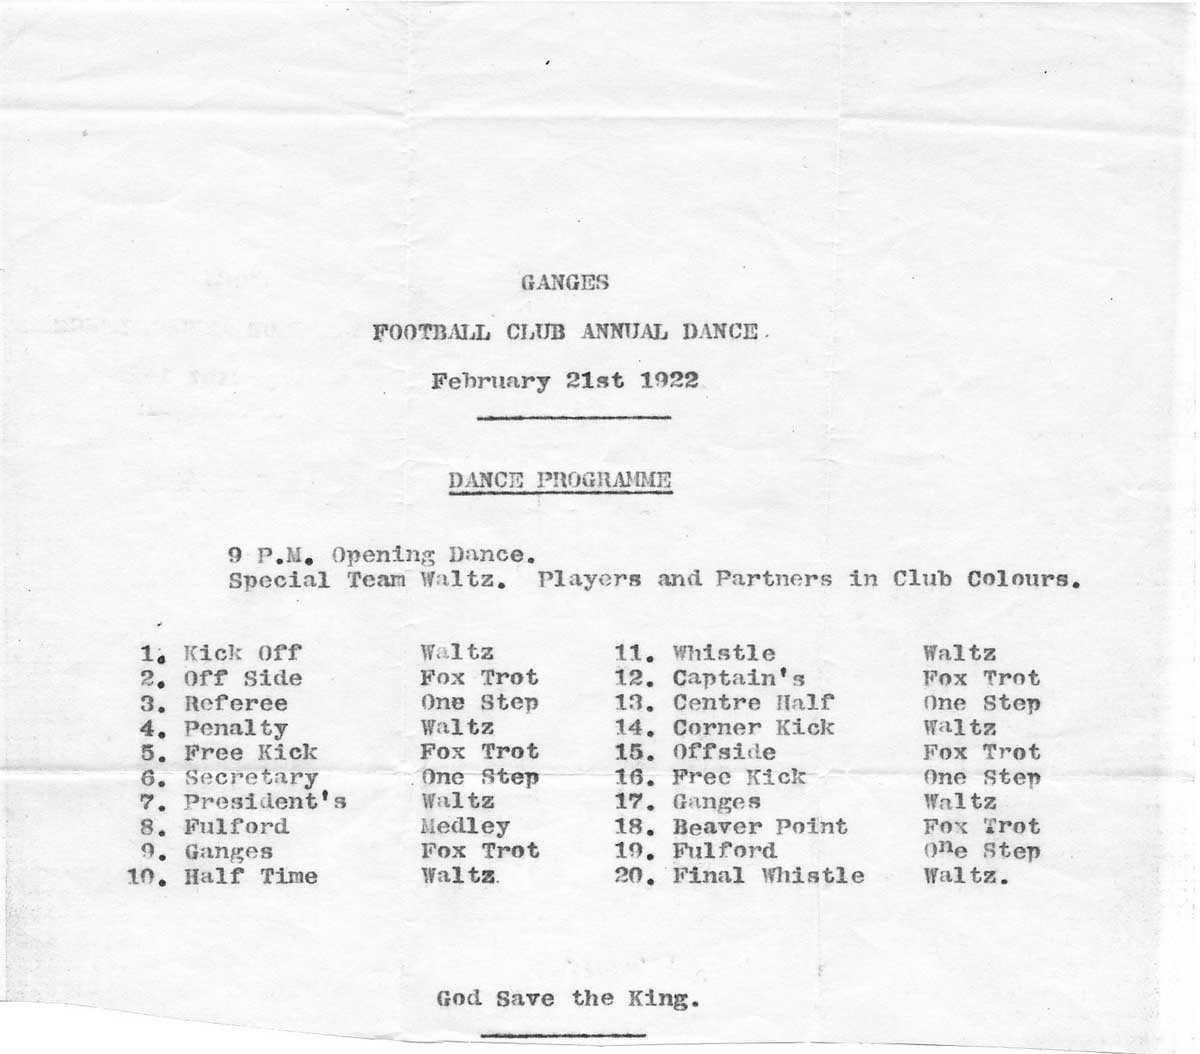 GANGES
FOOTBALL CLUB ANNUAL DANCE.
February 21st 1922
DANCE PROGRAMME
9 P.M. Opening Dance.
Special Team Waltz. Players and Partners in Club Colours.
1. Kick Off Waltz 11. Whistle Waltz
2. Off Side Fox Trot 12. Captain's Fox Trot
3. Referee One Step 13. Centre Half One Step
4. Penalty Waltz 14. Corner Kick Waltz
5. Free Kick Fox Trot 15. Offside Fox Trot
6. Secretary One Step 16. Free Kick One Step
7. President's Waltz 17. Ganges Waltz
8. Fulford Medley 18. Beaver Point Fox Trot
9. Ganges Fox Trot 19. Fulford One Step
10. Half Time Waltz 20. Final Whistle Waltz.
God Save the King.